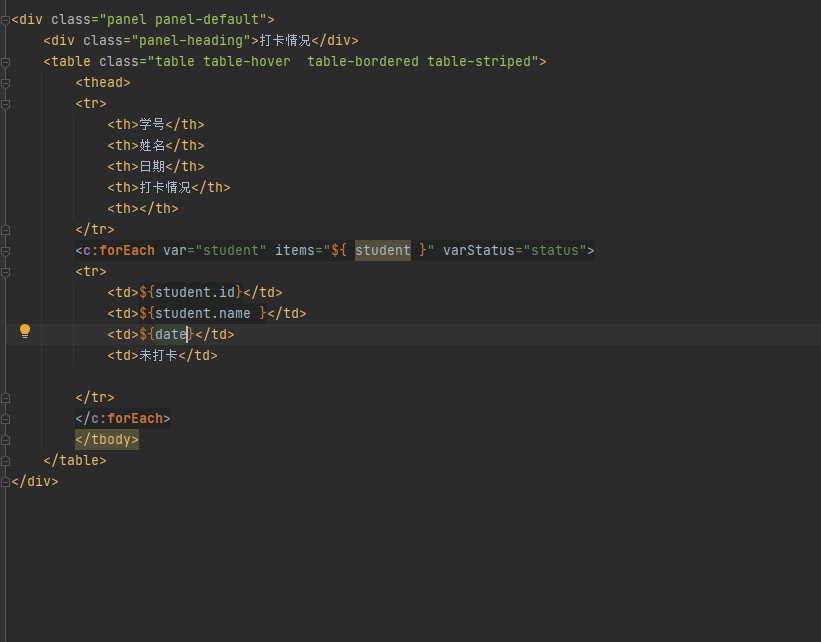 <div class="panel panel-default">
    <div class="panel-heading">打卡情况</div>
    <table class="table table-hover  table-bordered table-striped">
        <thead>
        <tr>
            <th>学号</th>
            <th>姓名</th>
            <th>日期</th>
            <th>打卡情况</th>
            <th></th>
        </tr>
        <c:forEach var="student" items="${ student }" varStatus="status">
        <tr>
            <td>${student.id}</td>
            <td>${student.name }</td>
            <td>${date}</td>
            <td>未打卡</td>

        </tr>
        </c:forEach>
        </tbody>
    </table>
</div>